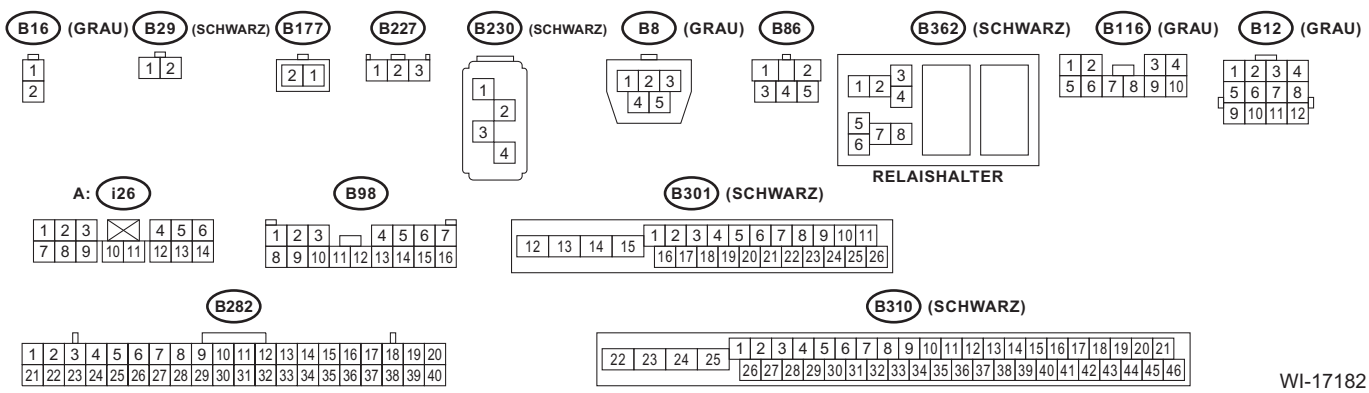 B16 (GRAU) B29 (SCHWARZ) B177 B227 B230 (SCHWARZ) B8 (GRAU) B86 B362 (SCHWARZ) B116 (GRAU) B12 (GRAU)
1
2
1 2
2 1
1 2 3
1
2
3
4
1 2 3
4 5
1 2
3 4 5
1 2 3
4
5
6 7 8
1 2 3 4
5 6 7 8 9 10
1 2 3 4
5 6 7 8
9 10 11 12
RELAISHALTER
A: i26 B98 B301 (SCHWARZ)
1 2 3 4 5 6
7 8 9 10 11 12 13 14
1 2 3 4 5 6 7
8 9 10 11 12 13 14 15 16
12 13 14 15 1 2 3 4 5 6 7 8 9 10 11
16 17 18 19 20 21 22 23 24 25 26
B282 B310 (SCHWARZ)
1 2 3 4 5 6 7 8 9 10 11 12 13 14 15 16 17 18 19 20
21 22 23 24 25 26 27 28 29 30 31 32 33 34 35 36 37 38 39 40
22 23 24 25 1 2 3 4 5 6 7 8 9 10 11 12 13 14 15 16 17 18 19 20 21
26 27 28 29 30 31 32 33 34 35 36 37 38 39 40 41 42 43 44 45 46
WI-17182